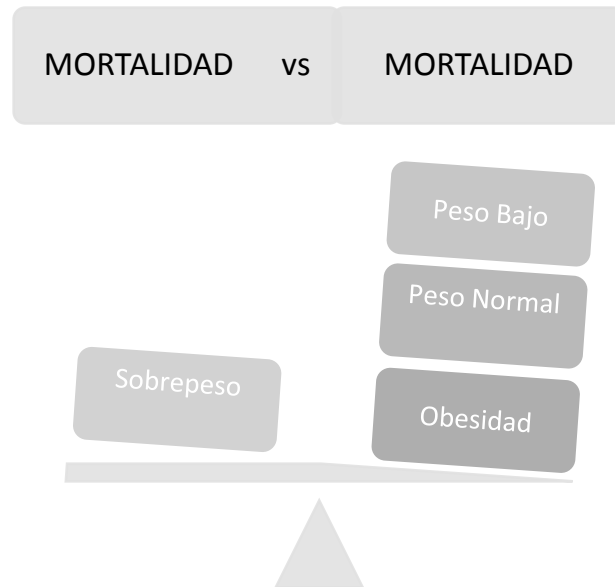 MORTALIDAD vs MORTALIDAD
Peso Bajo
Peso Normal
Sobrepeso
Obesidad